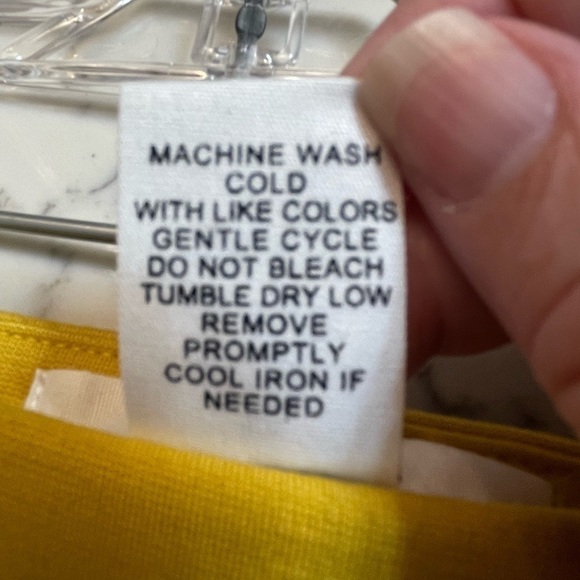 MACHINE WASH
COLD
WITH LIKE COLORS
GENTLE CYCLE
DO NOT BLEACH
TUMBLE DRY LOW
REMOVE
PROMPTLY
COOL IRON IF
NEEDED